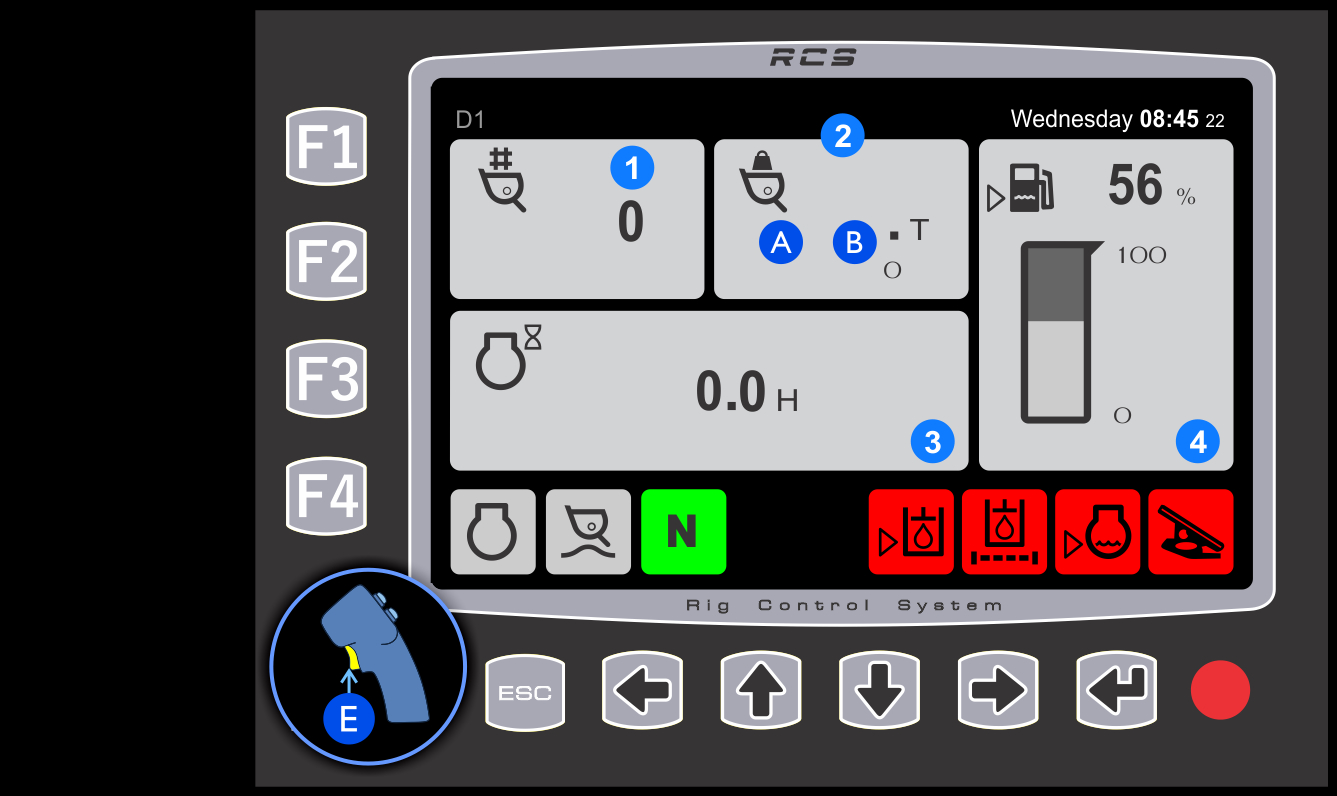 RCS
D1
Wednesday 08:45 22
F1
F2
F3
F4
#
1
0
2
A
B
. T
O
56 %
100
0
4
0.0 H
3
N
Rig Control System
E
ESC